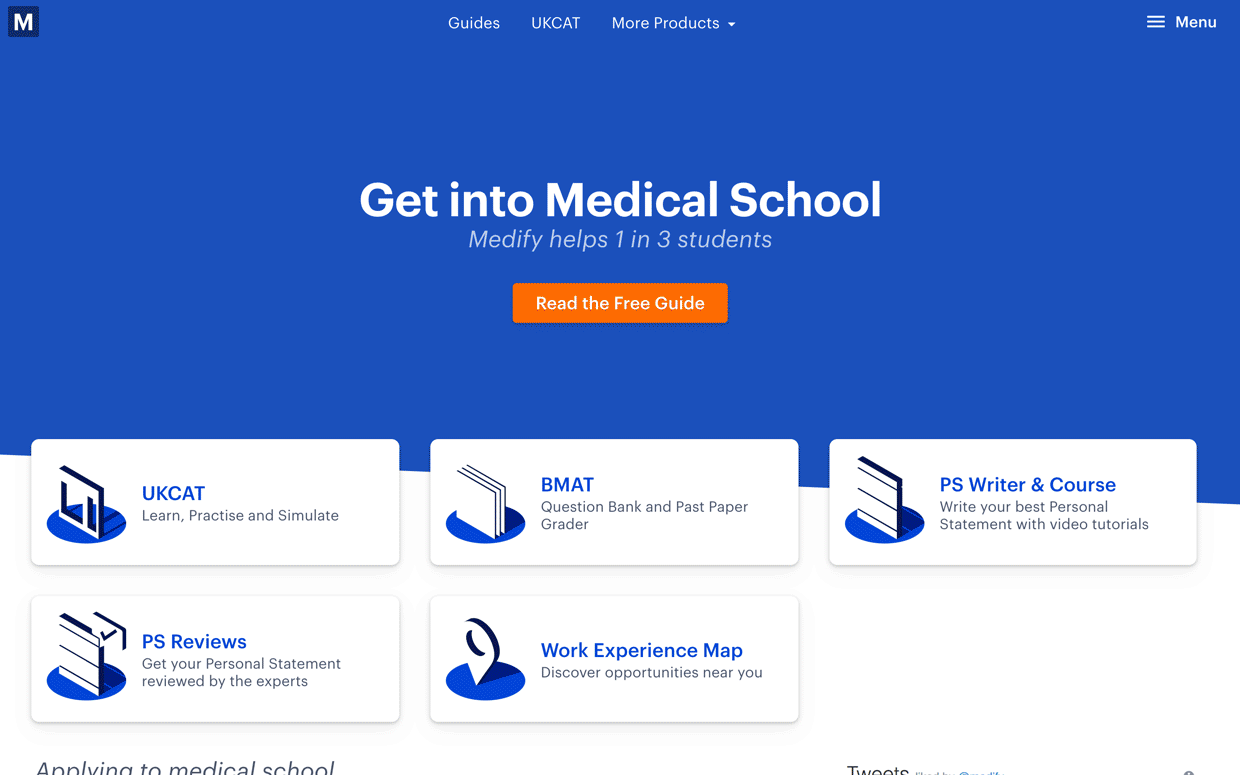 M
Guides
UKCAT
More Products
Menu
Get into Medical School
Medify helps 1 in 3 students
Read the Free Guide
UKCAT
Learn, Practise and Simulate
BMAT
Question Bank and Past Paper
Grader
PS Writer & Course
Write your best Personal
Statement with video tutorials
PS Reviews
Get your Personal Statement
reviewed by the experts
Work Experience Map
Discover opportunities near you
Applying to medical school
Tweets liked by @medify